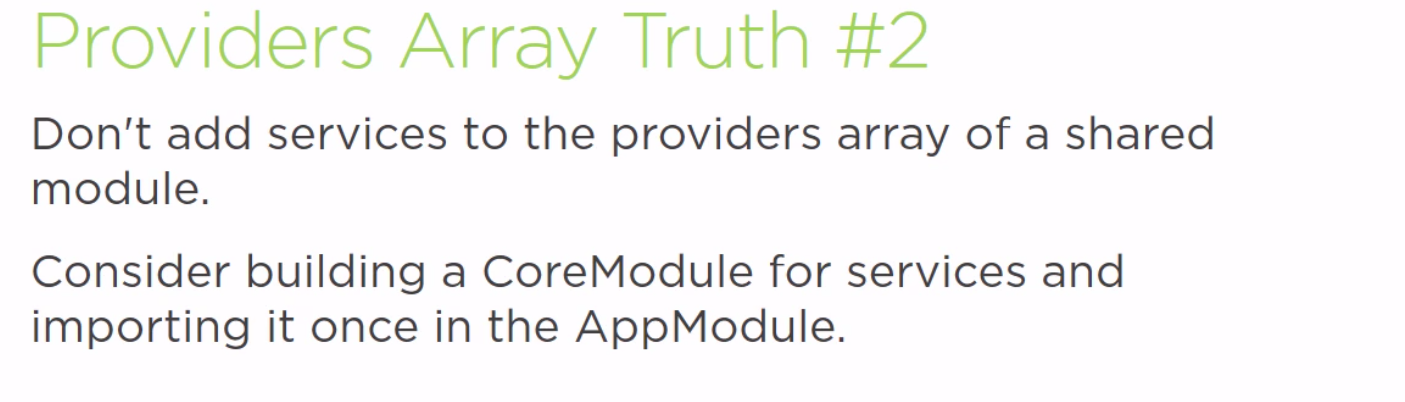 Providers Array Truth #2
Don't add services to the providers array of a shared
module.
Consider building a CoreModule for services and
importing it once in the AppModule.